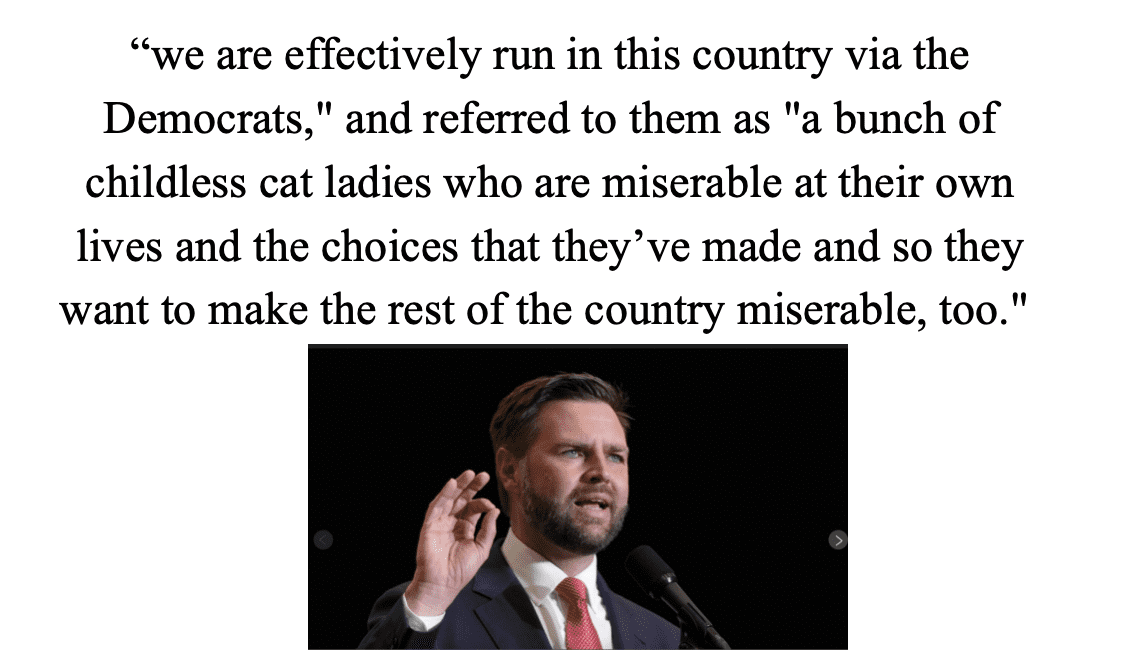 “we are effectively run in this country via the
Democrats," and referred to them as "a bunch of
childless cat ladies who are miserable at their own
lives and the choices that they’ve made and so they
want to make the rest of the country miserable, too."